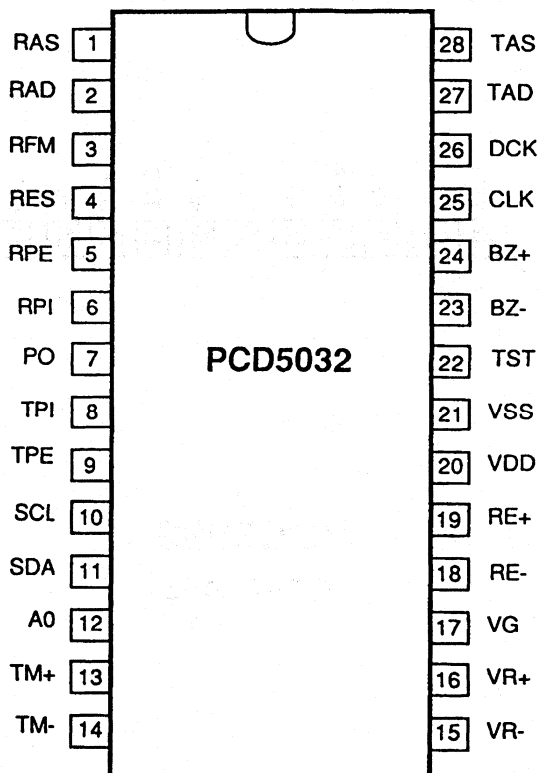 RAS 1 28 TAS
RAD 2 27 TAD
RFM 3 26 DCK
RES 4 25 CLK
RPE 5 24 BZ+
RPI 6 23 BZ-
PO 7 PCD5032 22 TST
TPI 8 21 VSS
TPE 9 20 VDD
SCL 10 19 RE+
SDA 11 18 RE-
A0 12 17 VG
TM+ 13 16 VR+
TM- 14 15 VR-